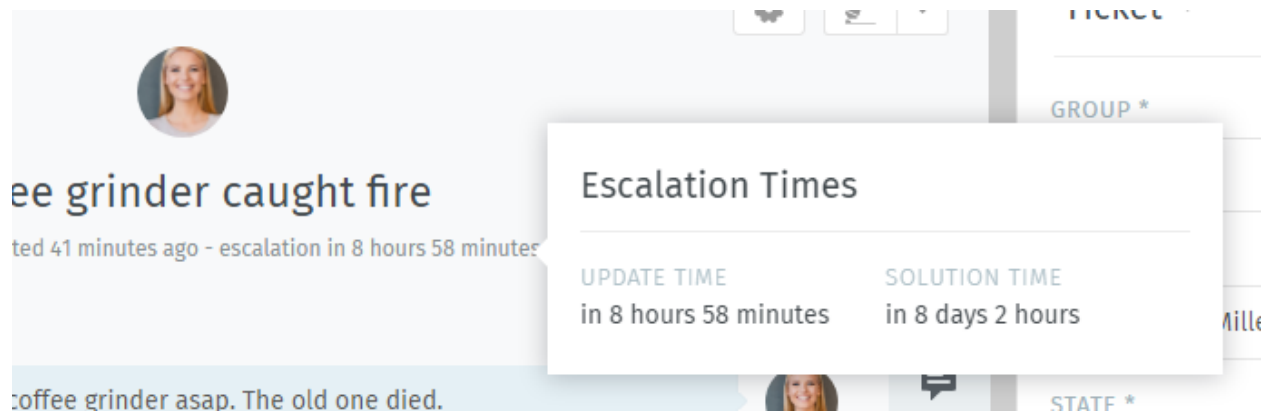 Ticket
GROUP *
ee grinder caught fire
Escalation Times
ted 41 minutes ago - escalation in 8 hours 58 minutes
UPDATE TIME
SOLUTION TIME
in 8 hours 58 minutes
in 8 days 2 hours
Mille
coffee grinder asap. The old one died.
STATE *